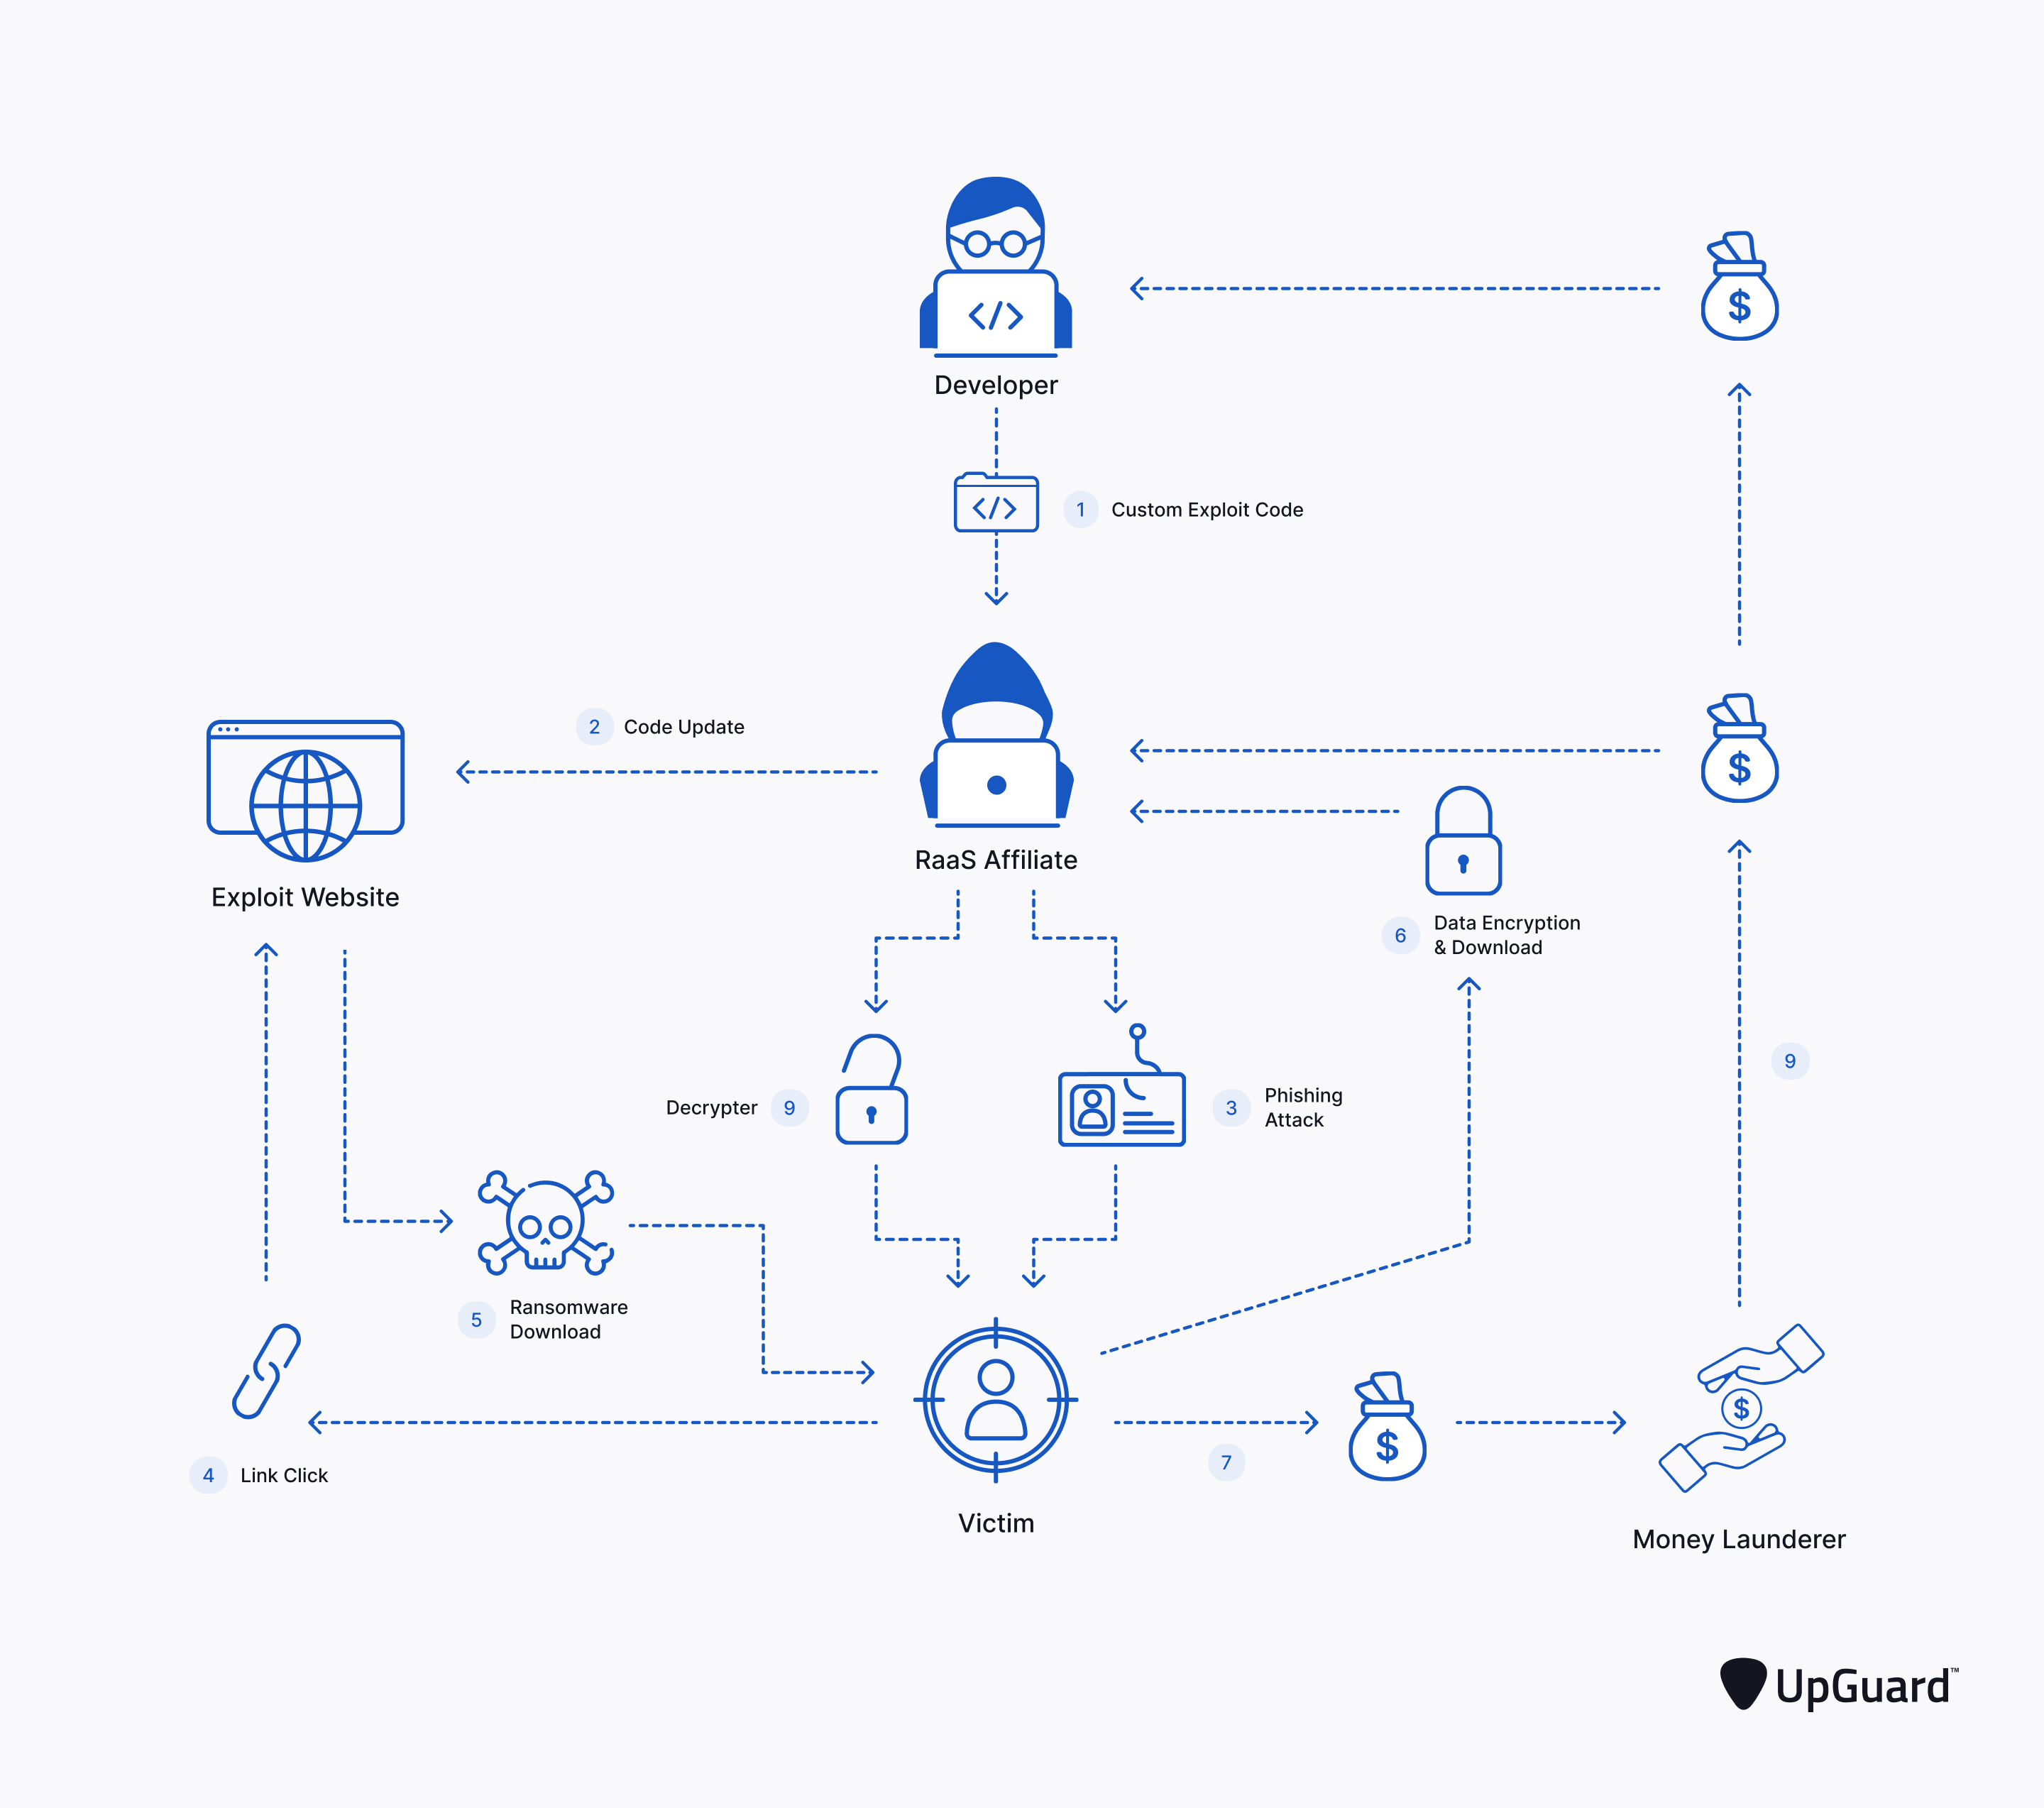 Developer
1 Custom Exploit Code
2 Code Update
RaaS Affiliate
Exploit Website
6 Data Encryption
& Download
9
Decrypter 9
3 Phishing
Attack
5 Ransomware
Download
4 Link Click
7
Victim
Money Launderer
UpGuard™